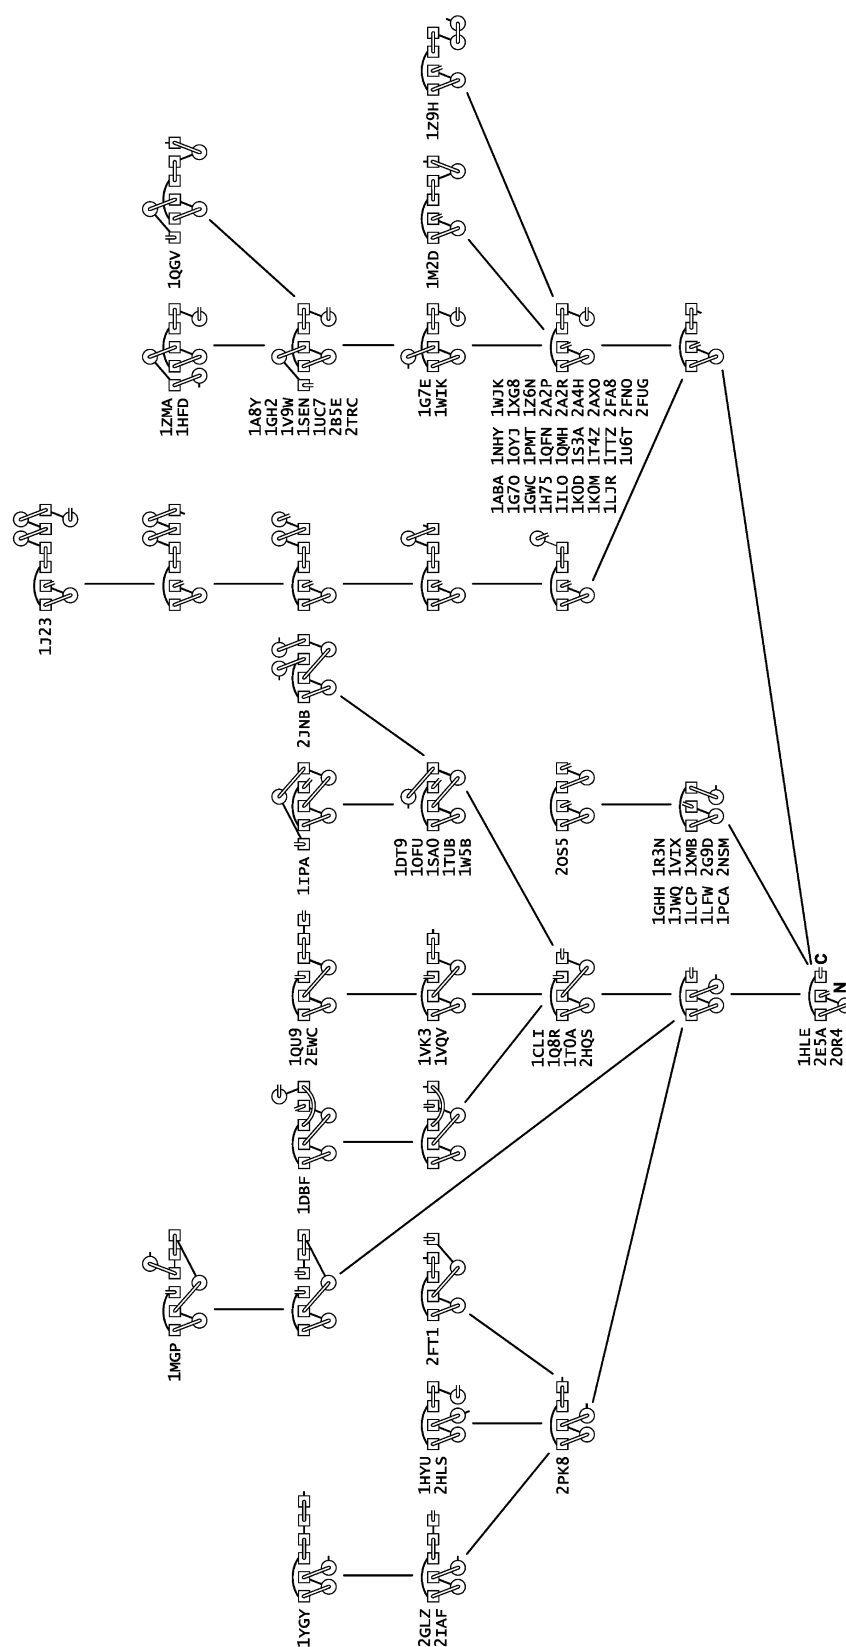 1J23
1MGP
1ZMA
1HFD
1QGV
1YGY
1DBF
1QU9
2EWC
1IPA
2JNB
1A8Y
1GH2
1V9W
1SEN
1UC7
2B5E
2TRC
2GLZ
2IAF
1HYU
2HLS
2FT1
1VK3
1VQV
1DT9
1OFU
1SA0
1TUB
1W5B
1G7E
1WIK
1M2D
1Z9H
2PK8
1CLI
1Q8R
1T0A
2HQS
2OS5
1ABA 1NHY 1WJK
1G7O 1OYJ 1XG8
1GWC 1PMT 1Z6N
1H75 1QFN 2A2P
1ILO 1QMH 2A2R
1K0D 1S3A 2A4H
1K0M 1T4Z 2AXO
1LJR 1TTZ 2FA8
1U6T 2FNO
2FUG
1GHH 1R3N
1JWQ 1VIX
1LCP 1XMB
1LFW 2G9D
1PCA 2NSM
1HLE
2E5A
2OR4
C
N